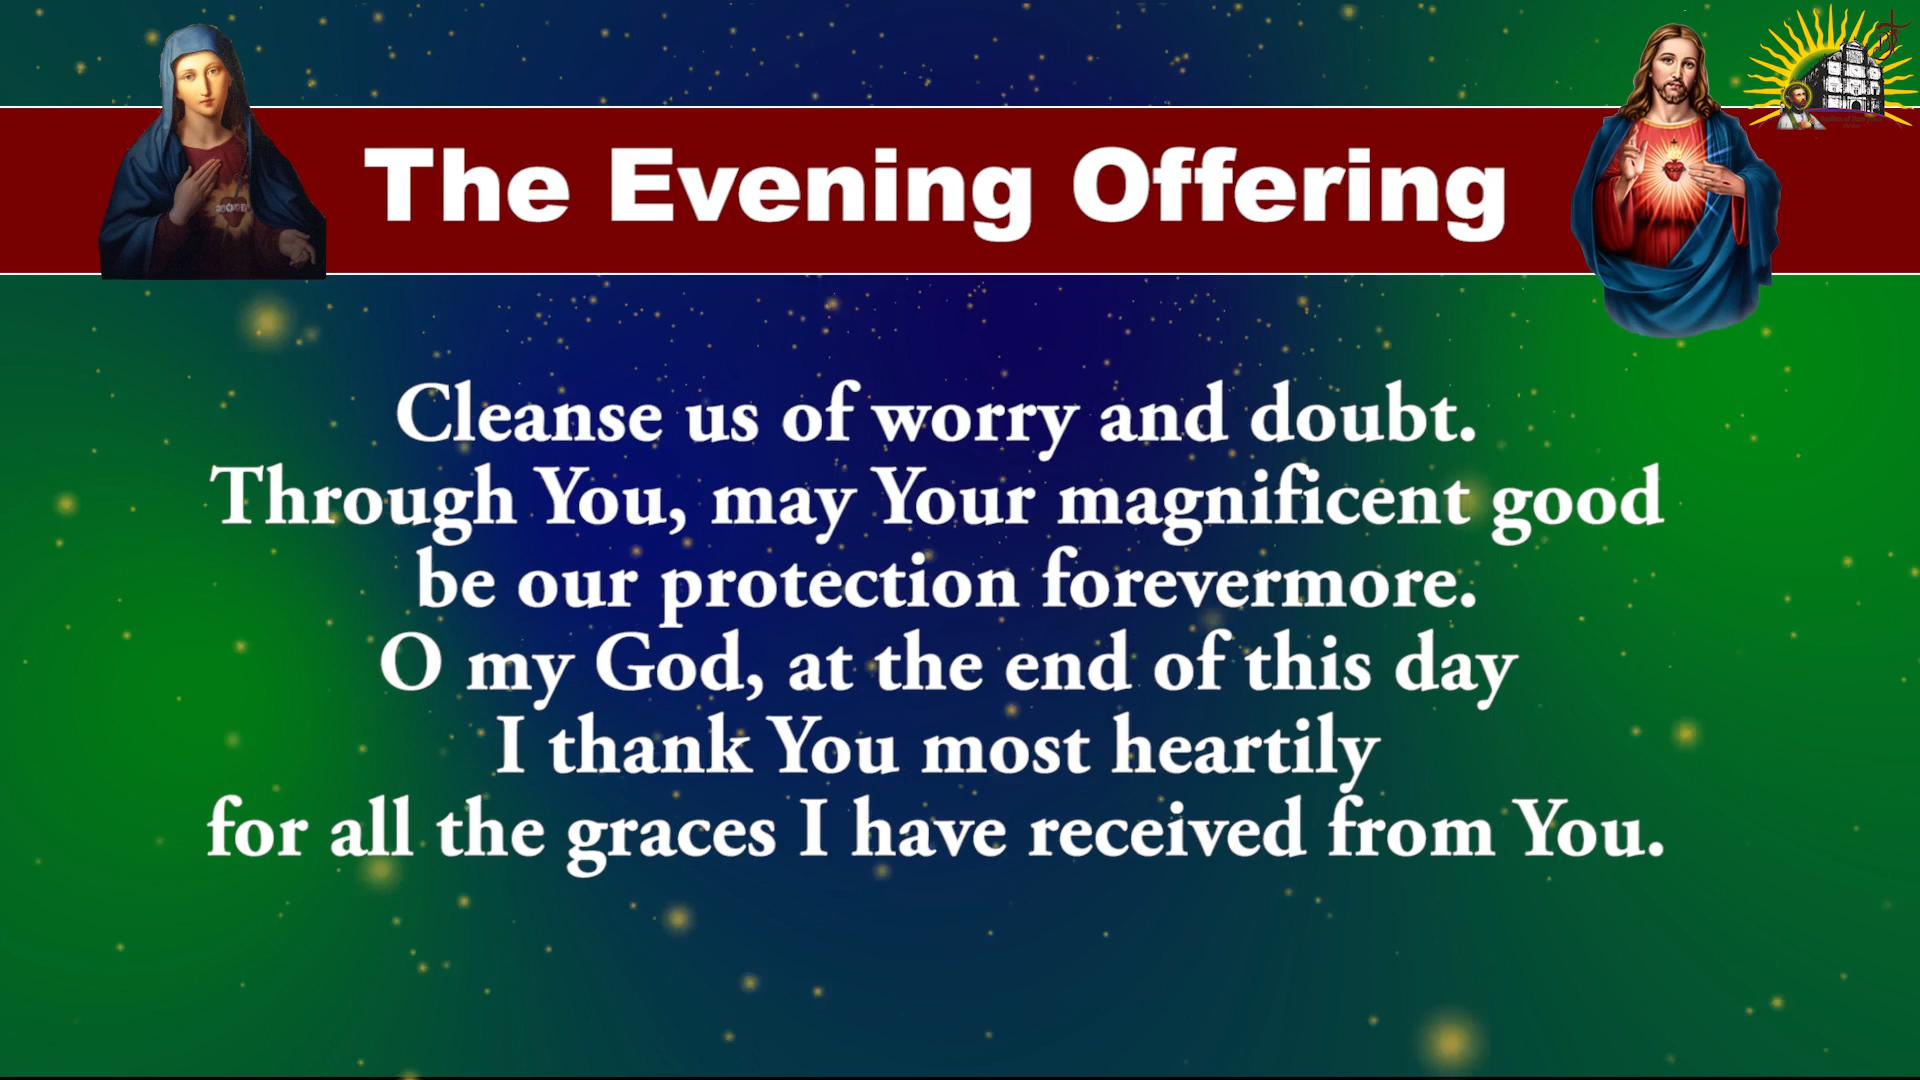 The Evening Offering
Cleanse us of worry and doubt.
Through You, may Your magnificent good
be our protection forevermore.
O my God, at the end of this day
I thank You most heartily
for all the graces I have received from You.